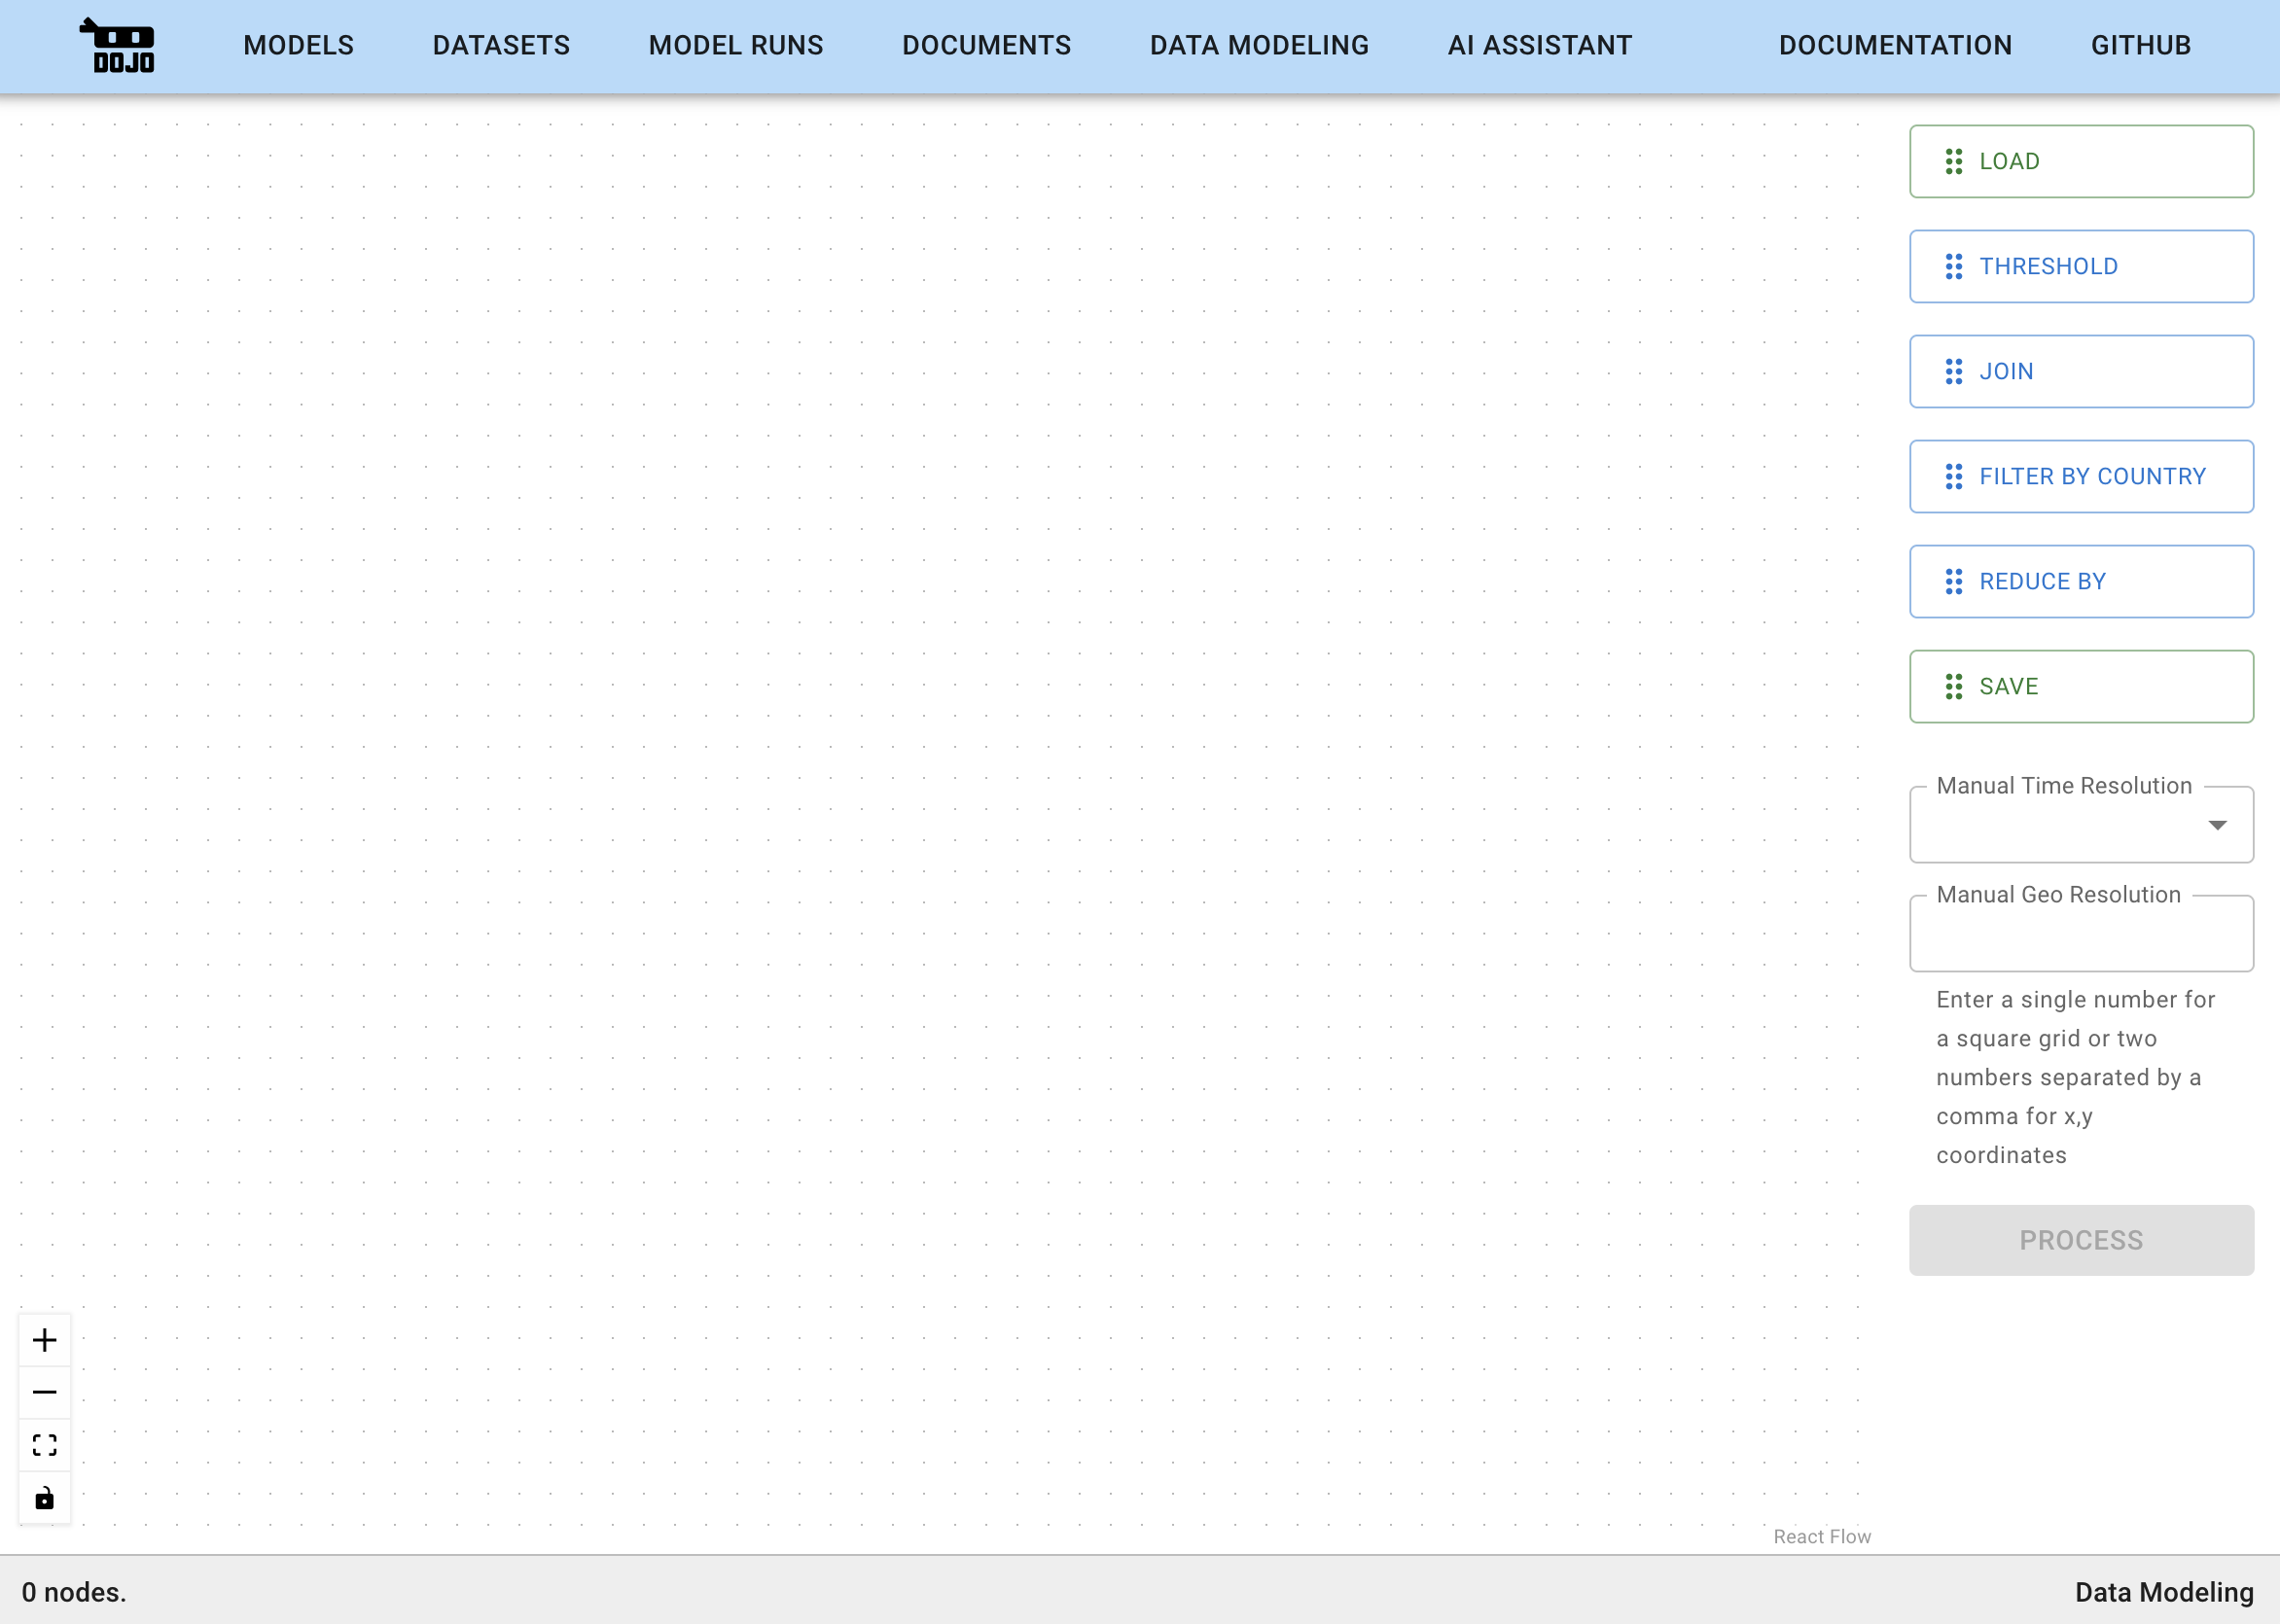 DOJO
MODELS
DATASETS
MODEL RUNS
DOCUMENTS
DATA MODELING
AI ASSISTANT
DOCUMENTATION
GITHUB
LOAD
THRESHOLD
JOIN
FILTER BY COUNTRY
REDUCE BY
SAVE
Manual Time Resolution
Manual Geo Resolution
Enter a single number for
a square grid or two
numbers separated by a
comma for x,y
coordinates
PROCESS
React Flow
0 nodes.
Data Modeling